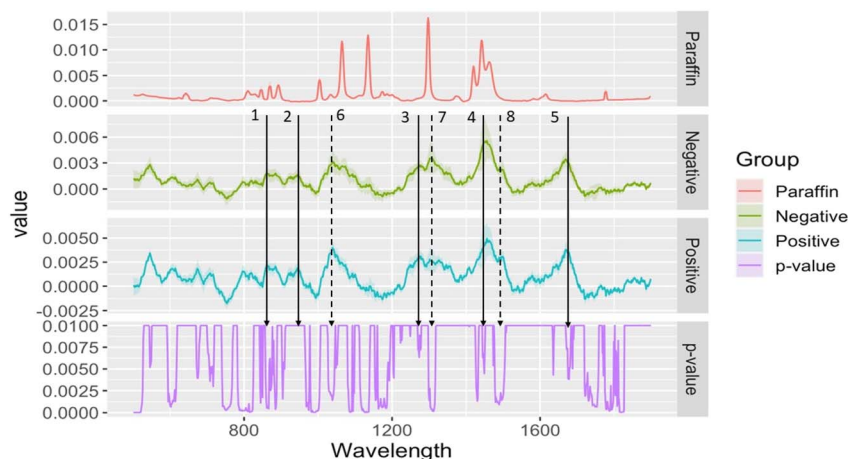 0.015
0.010
0.005
0.000
Paraffin
1 2 6 3 7 4 8 5
0.006
0.003
0.000
Negative
value
0.0050
0.0025
0.0000
-0.0025
Positive
0.0100
0.0075
0.0050
0.0025
0.0000
p-value
800 1200 1600
Wavelength
Group
Paraffin
Negative
Positive
p-value